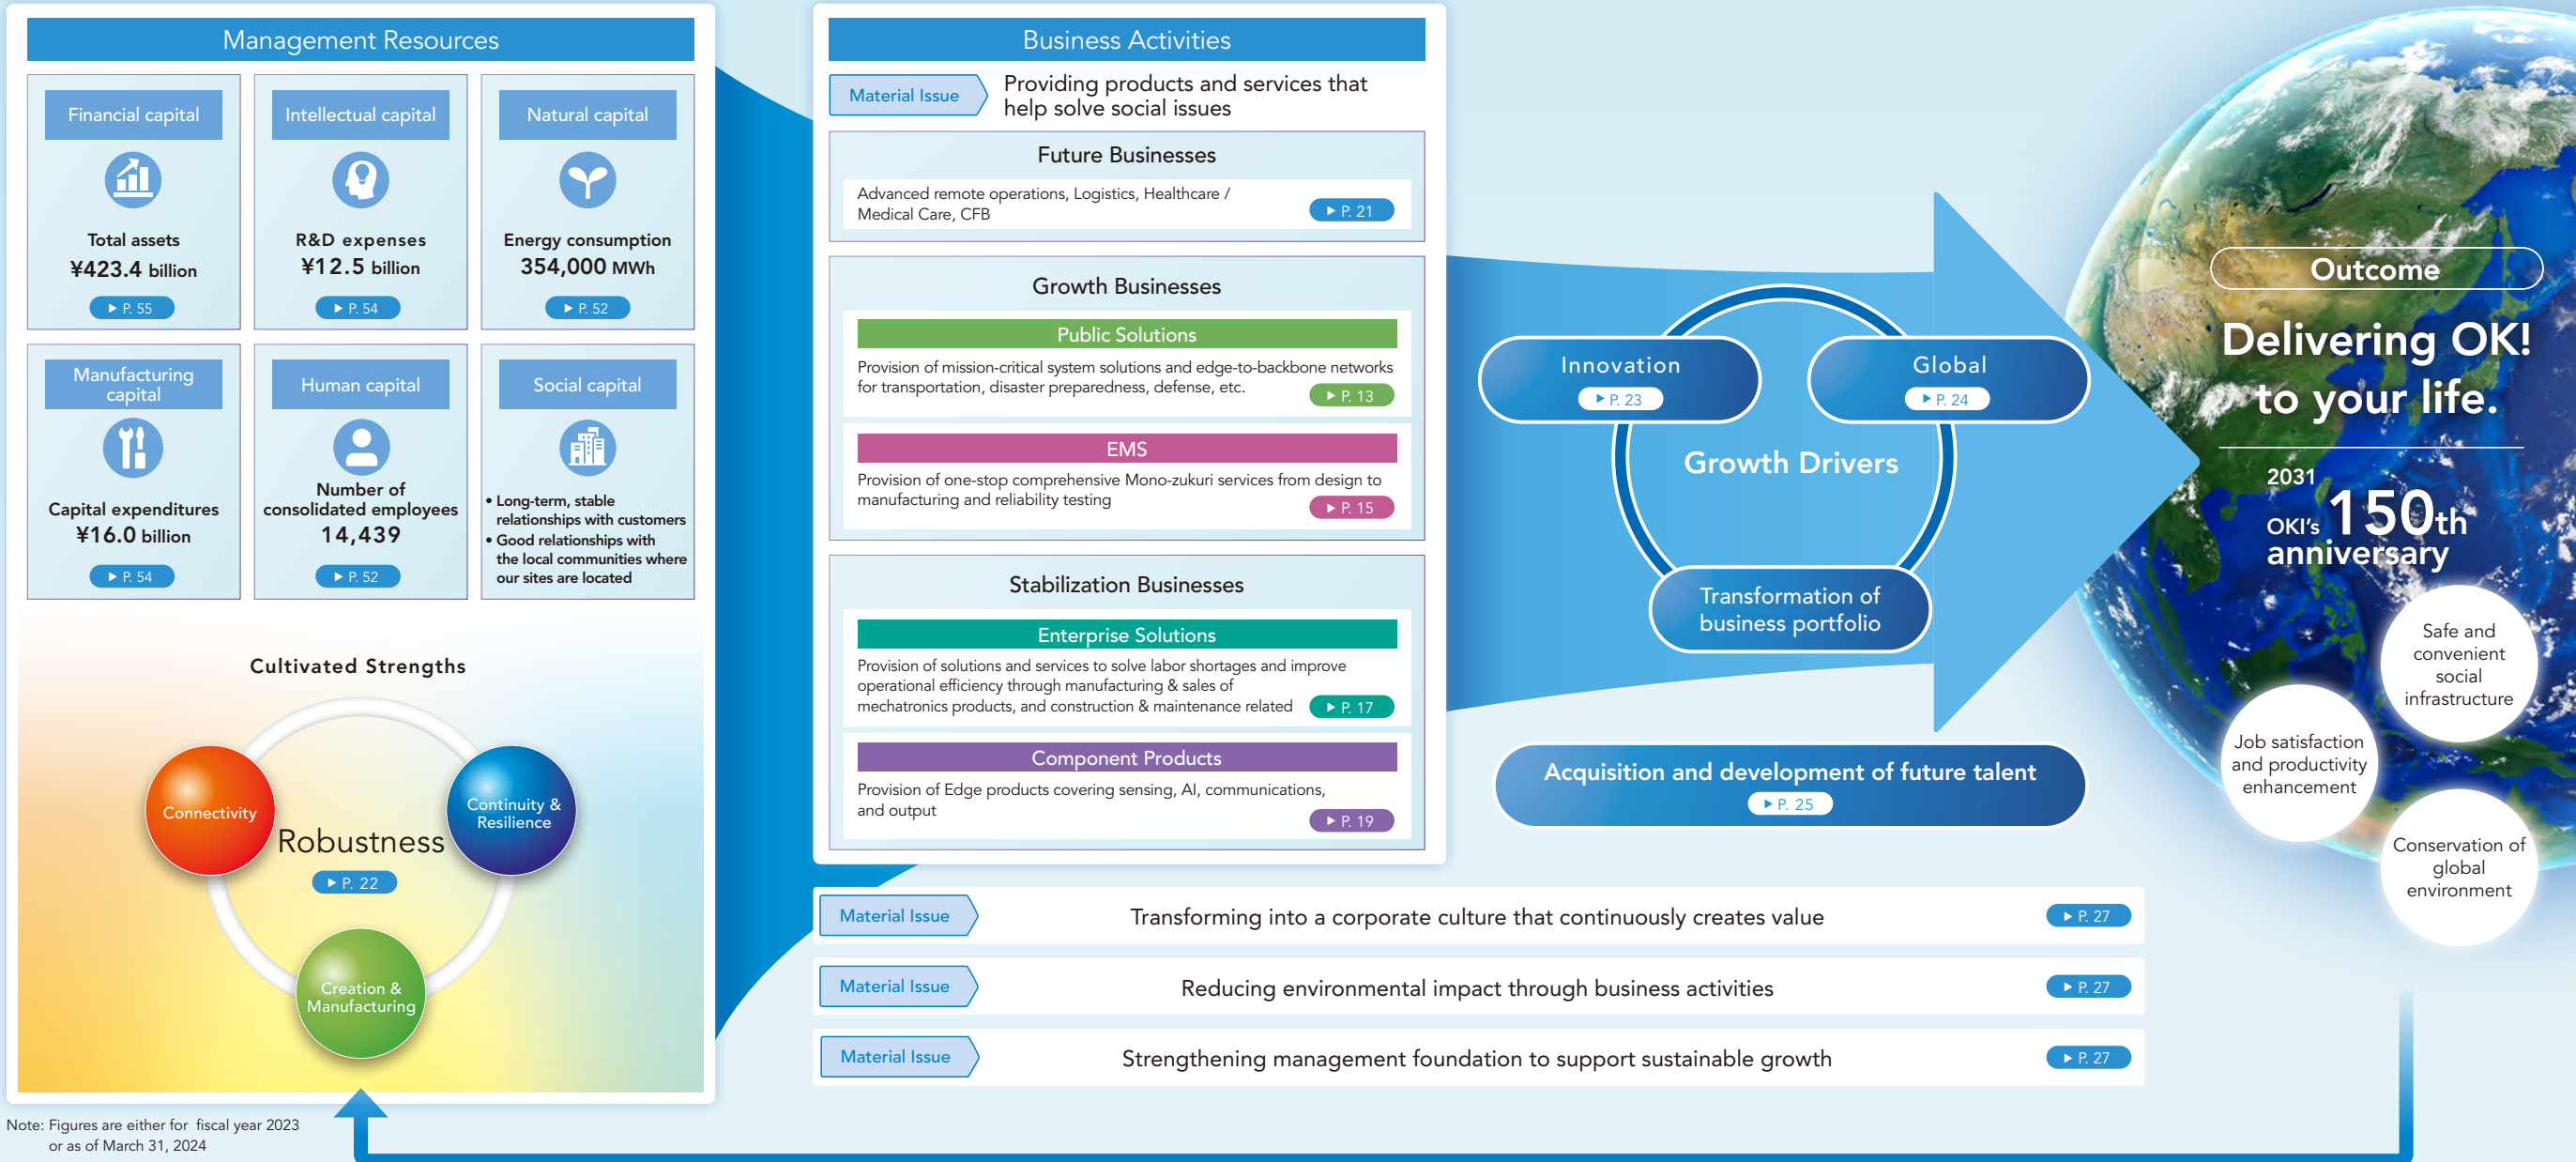 Management Resources
Financial capital
Total assets
¥423.4 billion
▶ P. 55
Intellectual capital
R&D expenses
¥12.5 billion
▶ P. 54
Natural capital
Energy consumption
354,000 MWh
▶ P. 52
Manufacturing
capital
Capital expenditures
¥16.0 billion
▶ P. 54
Human capital
Number of
consolidated employees
14,439
▶ P. 52
Social capital
• Long-term, stable
relationships with customers
• Good relationships with
the local communities where
our sites are located
Cultivated Strengths
Connectivity
Continuity &
Resilience
Robustness
▶ P. 22
Creation &
Manufacturing
Note: Figures are either for fiscal year 2023
or as of March 31, 2024
Business Activities
Material Issue
Providing products and services that
help solve social issues
Future Businesses
Advanced remote operations, Logistics, Healthcare /
Medical Care, CFB
▶ P. 21
Growth Businesses
Public Solutions
Provision of mission-critical system solutions and edge-to-backbone networks
for transportation, disaster preparedness, defense, etc.
▶ P. 13
EMS
Provision of one-stop comprehensive Mono-zukuri services from design to
manufacturing and reliability testing
▶ P. 15
Stabilization Businesses
Enterprise Solutions
Provision of solutions and services to solve labor shortages and improve
operational efficiency through manufacturing & sales of
mechatronics products, and construction & maintenance related
▶ P. 17
Component Products
Provision of Edge products covering sensing, AI, communications,
and output
▶ P. 19
Innovation
▶ P. 23
Global
▶ P. 24
Growth Drivers
Transformation of
business portfolio
Acquisition and development of future talent
▶ P. 25
Material Issue
Transforming into a corporate culture that continuously creates value
▶ P. 27
Material Issue
Reducing environmental impact through business activities
▶ P. 27
Material Issue
Strengthening management foundation to support sustainable growth
▶ P. 27
Outcome
Delivering OK!
to your life.
2031
OKI's 150th
anniversary
Safe and
convenient
social
infrastructure
Job satisfaction
and productivity
enhancement
Conservation of
global
environment